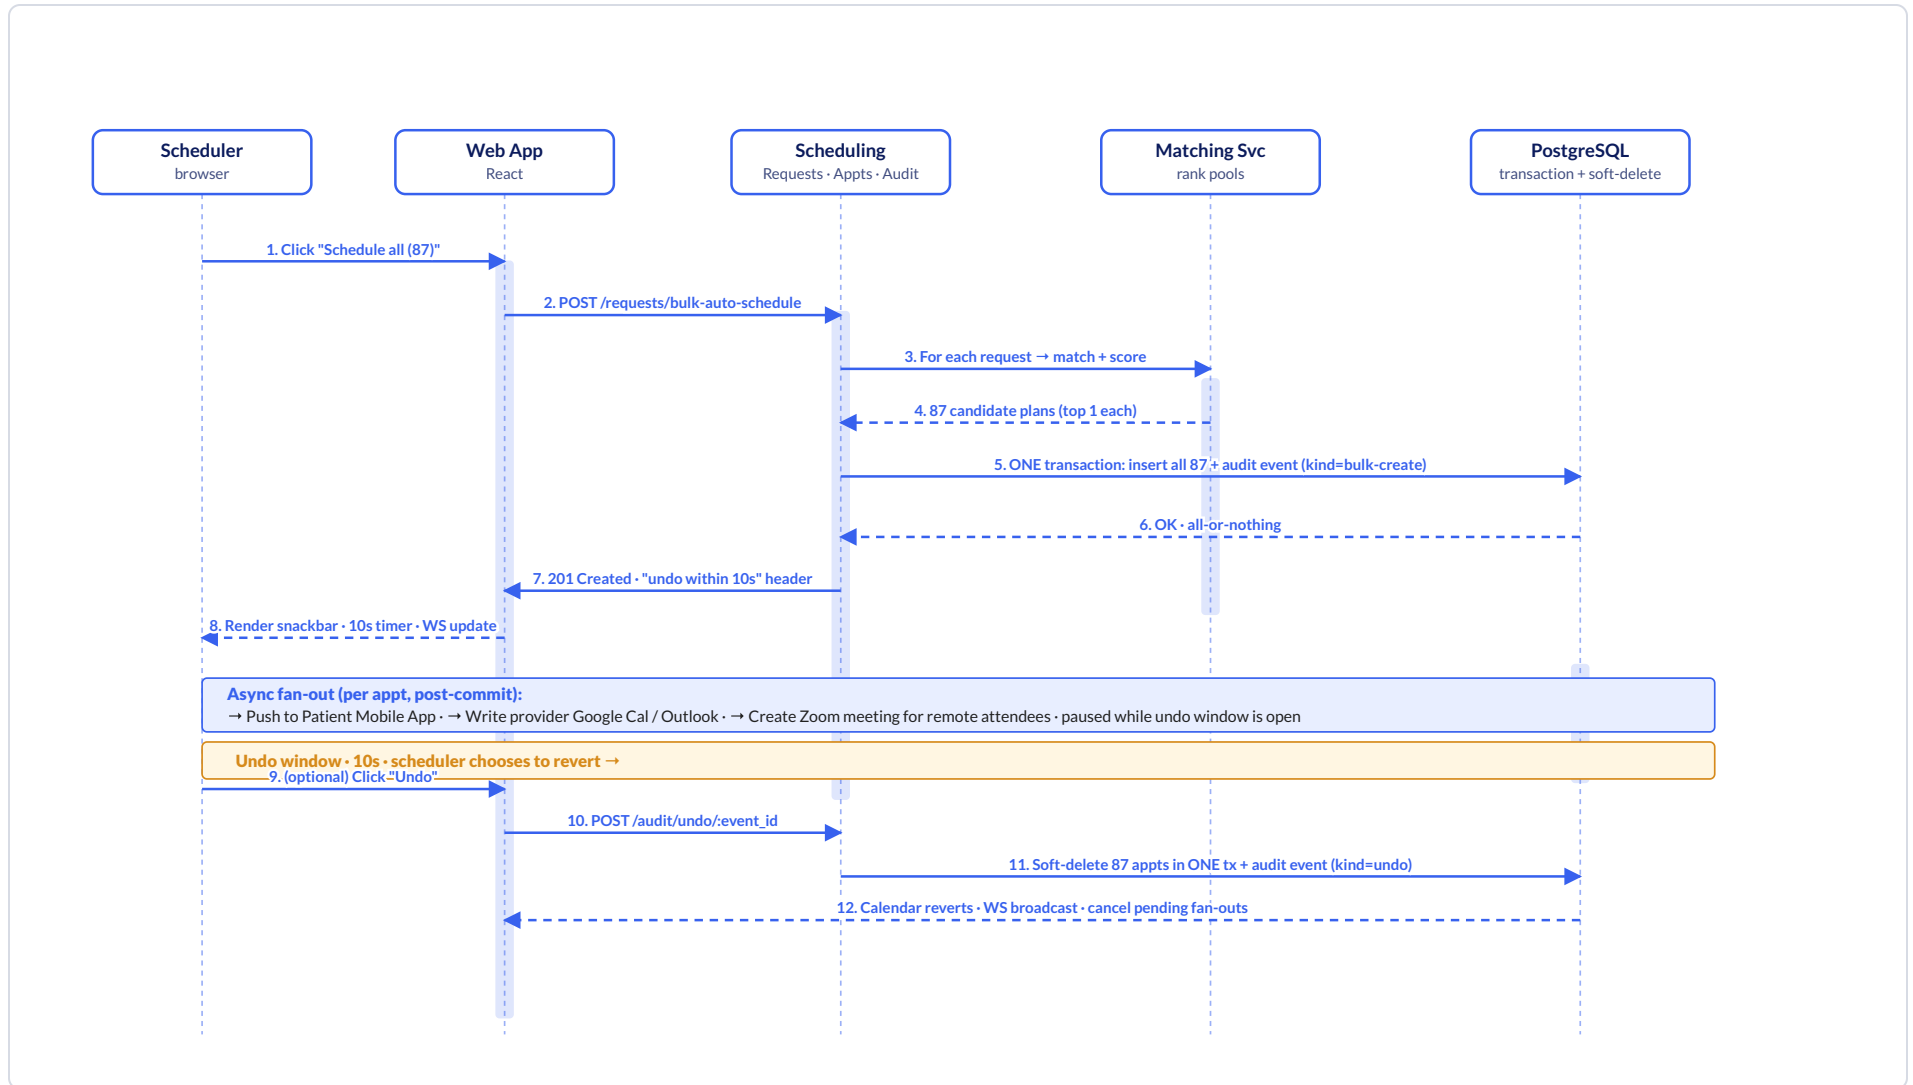 Scheduler
browser
Web App
React
Scheduling
Requests · Appts · Audit
Matching Svc
rank pools
PostgreSQL
transaction + soft-delete
1. Click "Schedule all (87)"
2. POST /requests/bulk-auto-schedule
3. For each request → match + score
4. 87 candidate plans (top 1 each)
5. ONE transaction: insert all 87 + audit event (kind=bulk-create)
6. OK · all-or-nothing
7. 201 Created · "undo within 10s" header
8. Render snackbar · 10s timer · WS update
Async fan-out (per appt, post-commit):
→ Push to Patient Mobile App · → Write provider Google Cal / Outlook · → Create Zoom meeting for remote attendees · paused while undo window is open
Undo window · 10s · scheduler chooses to revert →
9. (optional) Click "Undo"
10. POST /audit/undo/:event_id
11. Soft-delete 87 appts in ONE tx + audit event (kind=undo)
12. Calendar reverts · WS broadcast · cancel pending fan-outs